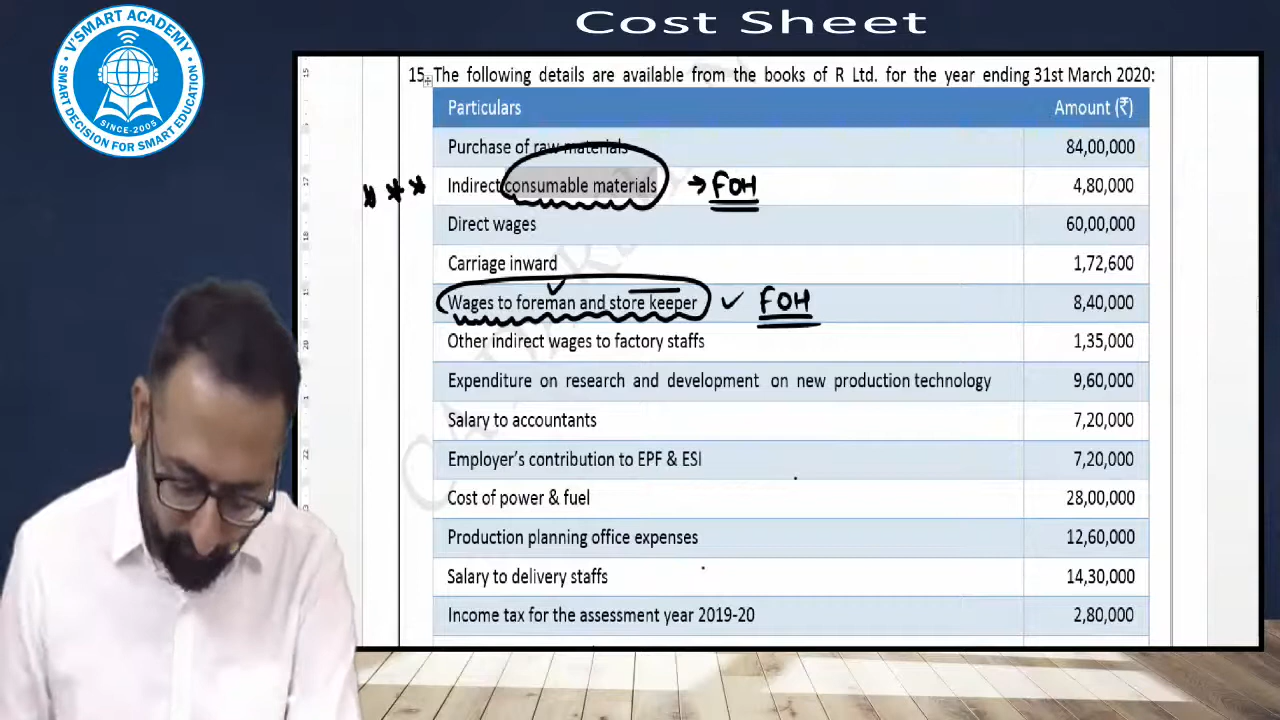 Cost Sheet
V'SMART ACADEMY
SINCE-2005
SMART DECISION FOR SMART EDUCATION
15. The following details are available from the books of R Ltd. for the year ending 31st March 2020:
Particulars Amount (₹)
Purchase of raw materials 84,00,000
*** Indirect consumable materials → FOH 4,80,000
Direct wages 60,00,000
Carriage inward 1,72,600
Wages to foreman and store keeper ✓ FOH 8,40,000
Other indirect wages to factory staffs 1,35,000
Expenditure on research and development on new production technology 9,60,000
Salary to accountants 7,20,000
Employer's contribution to EPF & ESI 7,20,000
Cost of power & fuel 28,00,000
Production planning office expenses 12,60,000
Salary to delivery staffs 14,30,000
Income tax for the assessment year 2019-20 2,80,000